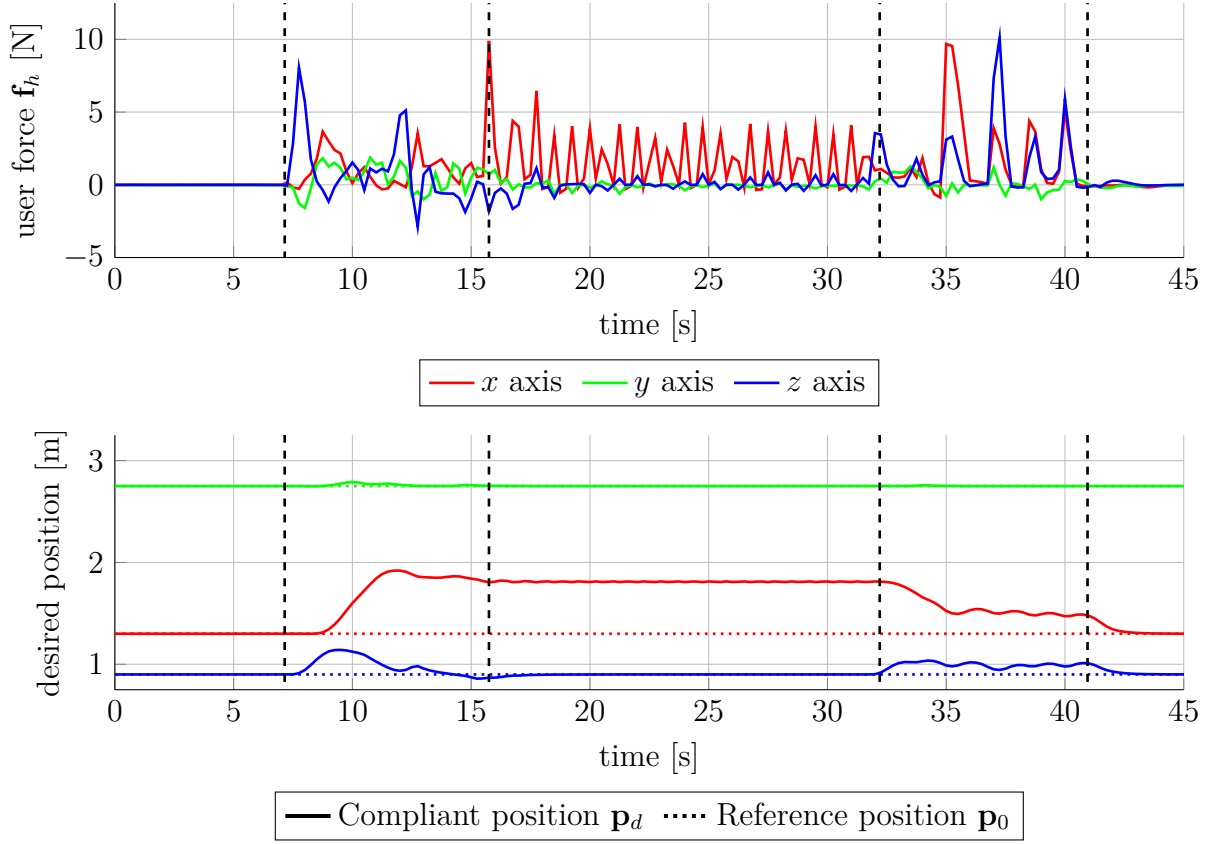 10
5
0
−5
user force f_h [N]
0 5 10 15 20 25 30 35 40 45
time [s]
x axis y axis z axis
3
2
1
desired position [m]
0 5 10 15 20 25 30 35 40 45
time [s]
Compliant position p_d Reference position p_0